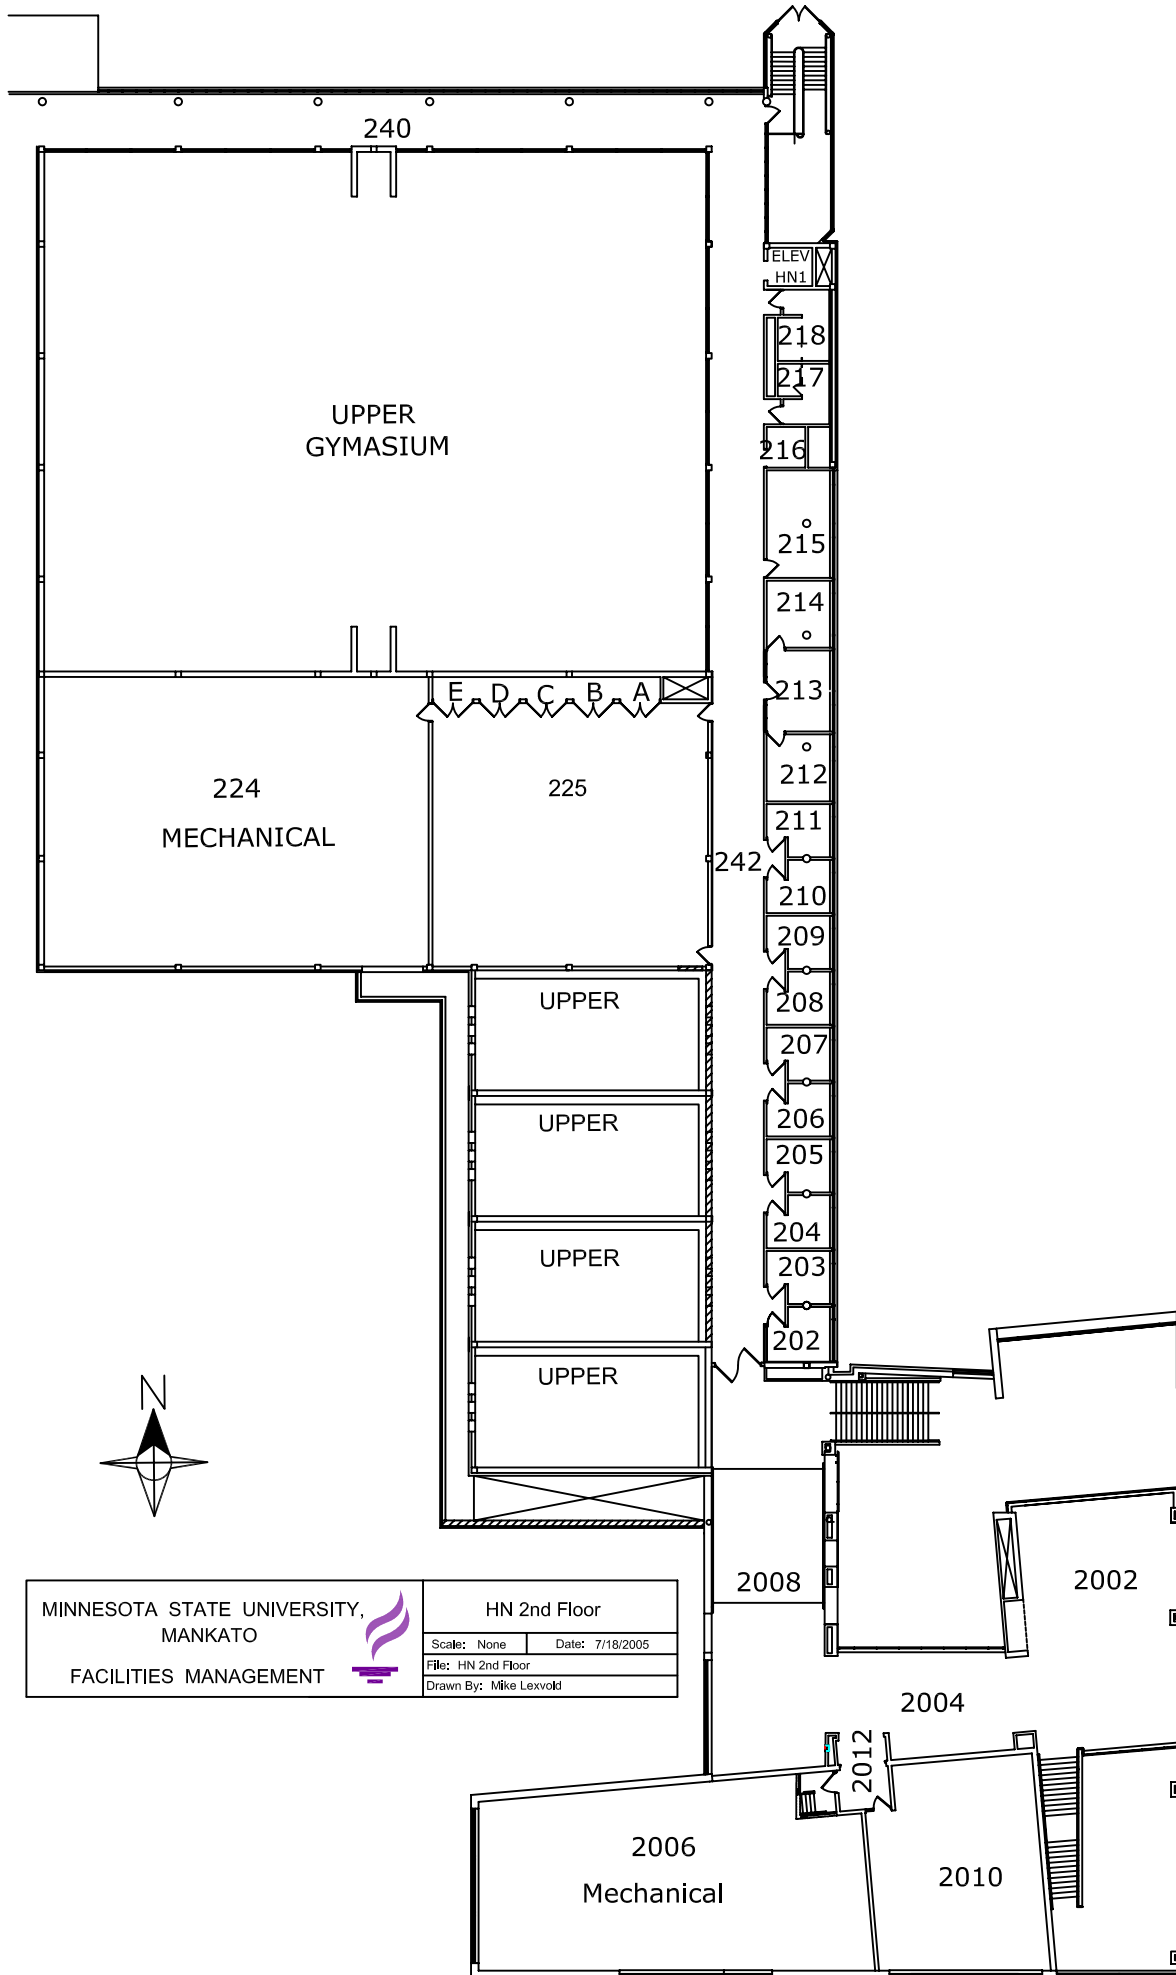 240
ELEV
HN1
218
217
UPPER
GYMASIUM
216
215
214
213
E D C B A
212
224
MECHANICAL
225
211
242
210
209
208
UPPER
207
206
UPPER
205
204
UPPER
203
202
UPPER
N
2008
2002
MINNESOTA STATE UNIVERSITY,
MANKATO
FACILITIES MANAGEMENT
HN 2nd Floor
Scale: None
Date: 7/18/2005
File: HN 2nd Floor
Drawn By: Mike Lexvold
2004
2012
2006
Mechanical
2010